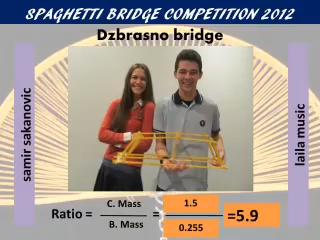 SPAGHETTI BRIDGE COMPETITION 2012
Dzbrasno bridge
samir sakanovic
laila music
Ratio = C. Mass / B. Mass = 1.5 / 0.255 =5.9